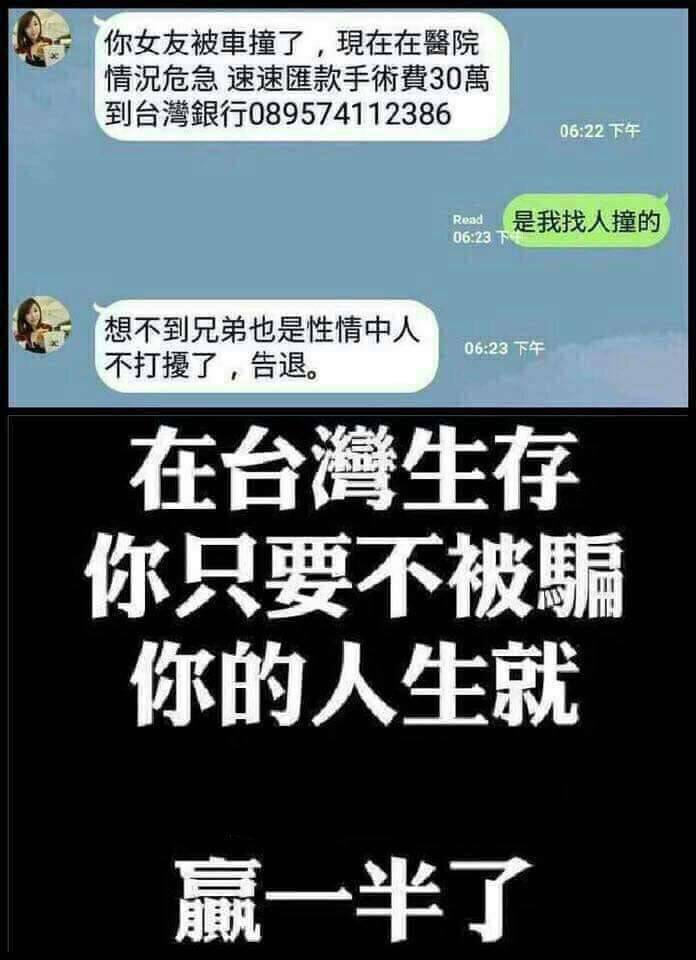 你女友被車撞了，現在在醫院
情況危急 速速匯款手術費30萬
到台灣銀行089574112386
06:22 下午
Read
06:23 下午
是我找人撞的
想不到兄弟也是性情中人
不打擾了，告退。
06:23 下午
在台灣生存
你只要不被騙
你的人生就
贏一半了